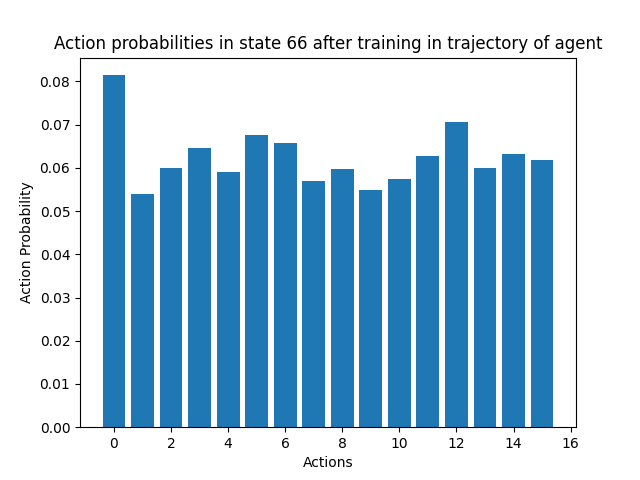 Action probabilities in state 66 after training in trajectory of agent
0.08
0.07
0.06
0.05
0.04
0.03
0.02
0.01
0.00
Action Probability
0 2 4 6 8 10 12 14 16
Actions